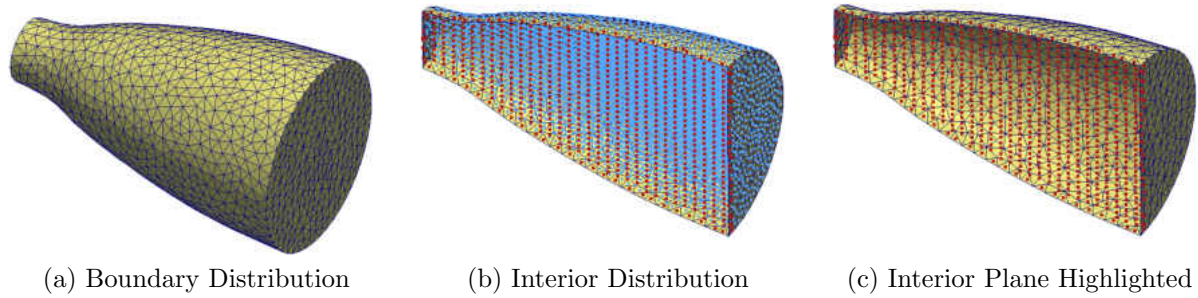 (a) Boundary Distribution
(b) Interior Distribution
(c) Interior Plane Highlighted